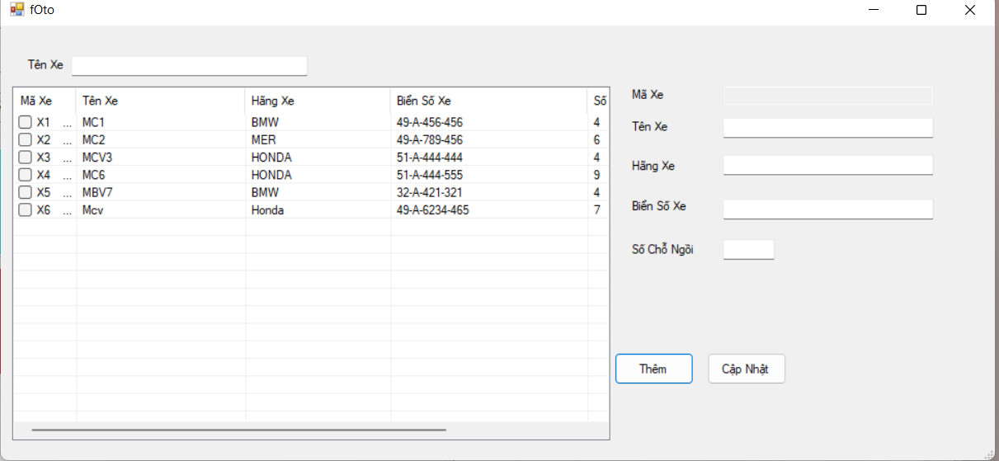 fOto
Tên Xe
Mã Xe Tên Xe Hãng Xe Biển Số Xe Số
X1 ... MC1 BMW 49-A-456-456 4
X2 ... MC2 MER 49-A-789-456 6
X3 ... MCV3 HONDA 51-A-444-444 4
X4 ... MC6 HONDA 51-A-444-555 9
X5 ... MBV7 BMW 32-A-421-321 4
X6 ... Mcv Honda 49-A-6234-465 7
Mã Xe
Tên Xe
Hãng Xe
Biển Số Xe
Số Chỗ Ngồi
Thêm Cập Nhật